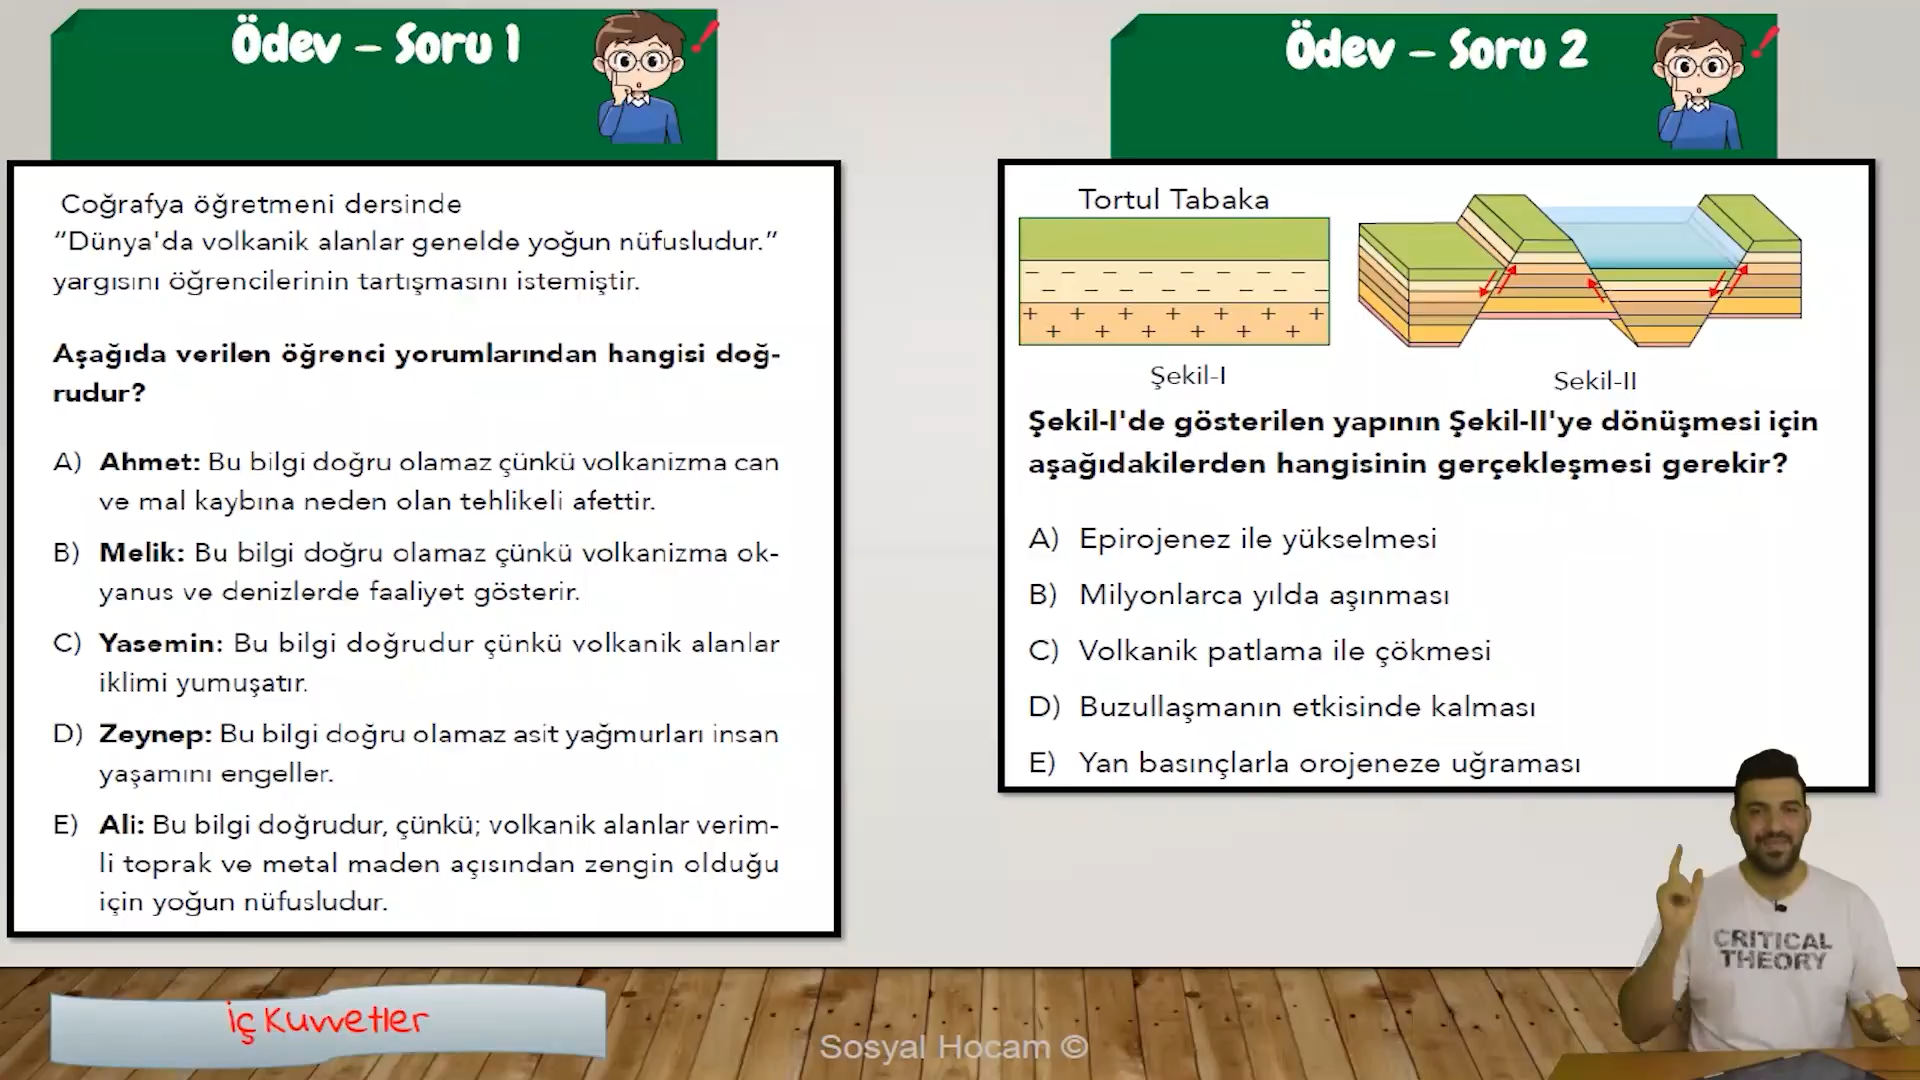 Ödev – Soru 1
Coğrafya öğretmeni dersinde
“Dünya'da volkanik alanlar genelde yoğun nüfusludur.”
yargısını öğrencilerinin tartışmasını istemiştir.
Aşağıda verilen öğrenci yorumlarından hangisi doğ-
rudur?
A) Ahmet: Bu bilgi doğru olamaz çünkü volkanizma can
ve mal kaybına neden olan tehlikeli afettir.
B) Melik: Bu bilgi doğru olamaz çünkü volkanizma ok-
yanus ve denizlerde faaliyet gösterir.
C) Yasemin: Bu bilgi doğrudur çünkü volkanik alanlar
iklimi yumuşatır.
D) Zeynep: Bu bilgi doğru olamaz asit yağmurları insan
yaşamını engeller.
E) Ali: Bu bilgi doğrudur, çünkü; volkanik alanlar verim-
li toprak ve metal maden açısından zengin olduğu
için yoğun nüfusludur.
Ödev – Soru 2
Tortul Tabaka
Şekil-I
Sekil-II
Şekil-I'de gösterilen yapının Şekil-II'ye dönüşmesi için
aşağıdakilerden hangisinin gerçekleşmesi gerekir?
A) Epirojenez ile yükselmesi
B) Milyonlarca yılda aşınması
C) Volkanik patlama ile çökmesi
D) Buzullaşmanın etkisinde kalması
E) Yan basınçlarla orojeneze uğraması
CRITICAL
THEORY
İç Kuvvetler
Sosyal Hocam ©